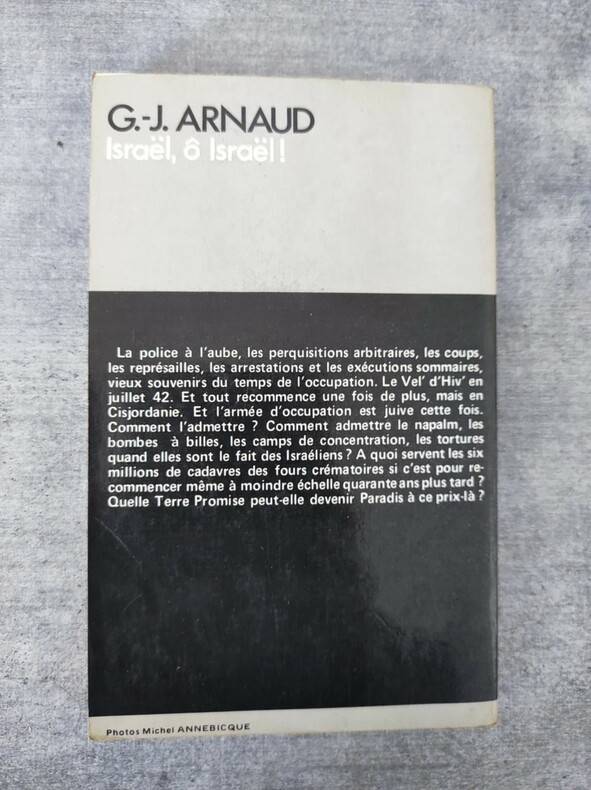 G.-J. ARNAUD
Israël, ô Israël !
La police à l'aube, les perquisitions arbitraires, les coups,
les représailles, les arrestations et les exécutions sommaires,
vieux souvenirs du temps de l'occupation. Le Vel' d'Hiv' en
juillet 42. Et tout recommence une fois de plus, mais en
Cisjordanie. Et l'armée d'occupation est juive cette fois.
Comment l'admettre ? Comment admettre le napalm, les
bombes à billes, les camps de concentration, les tortures
quand elles sont le fait des Israéliens ? A quoi servent les six
millions de cadavres des fours crématoires si c'est pour re-
commencer même à moindre échelle quarante ans plus tard ?
Quelle Terre Promise peut-elle devenir Paradis à ce prix-là ?
Photos Michel ANNEBICQUE